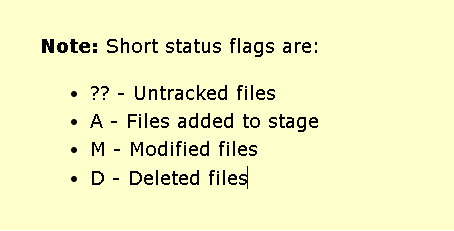 Note: Short status flags are:
• ?? - Untracked files
• A - Files added to stage
• M - Modified files
• D - Deleted files